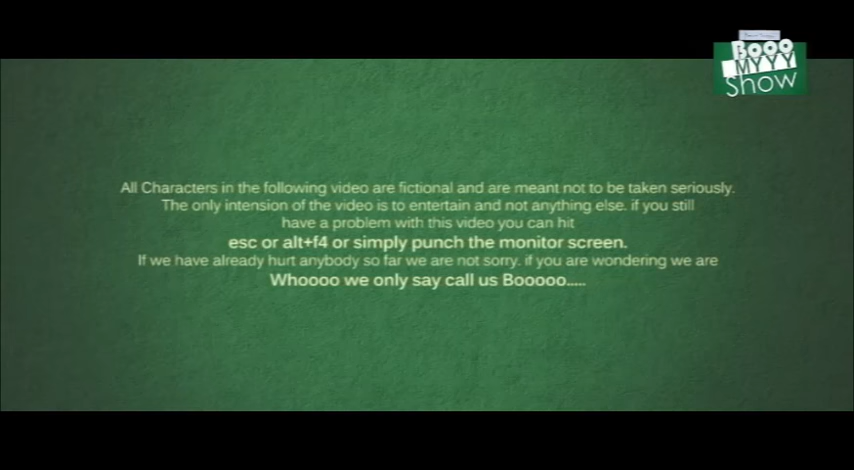 BOOO
MYYY
Show
All Characters in the following video are fictional and are meant not to be taken seriously.
The only intension of the video is to entertain and not anything else. if you still
have a problem with this video you can hit
esc or alt+f4 or simply punch the monitor screen.
If we have already hurt anybody so far we are not sorry. if you are wondering we are
Whoooo we only say call us Booooo.....